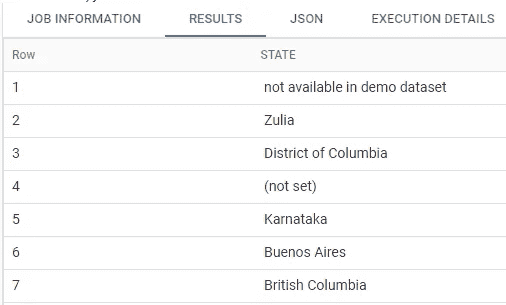 JOB INFORMATION RESULTS JSON EXECUTION DETAILS
Row STATE
1 not available in demo dataset
2 Zulia
3 District of Columbia
4 (not set)
5 Karnataka
6 Buenos Aires
7 British Columbia